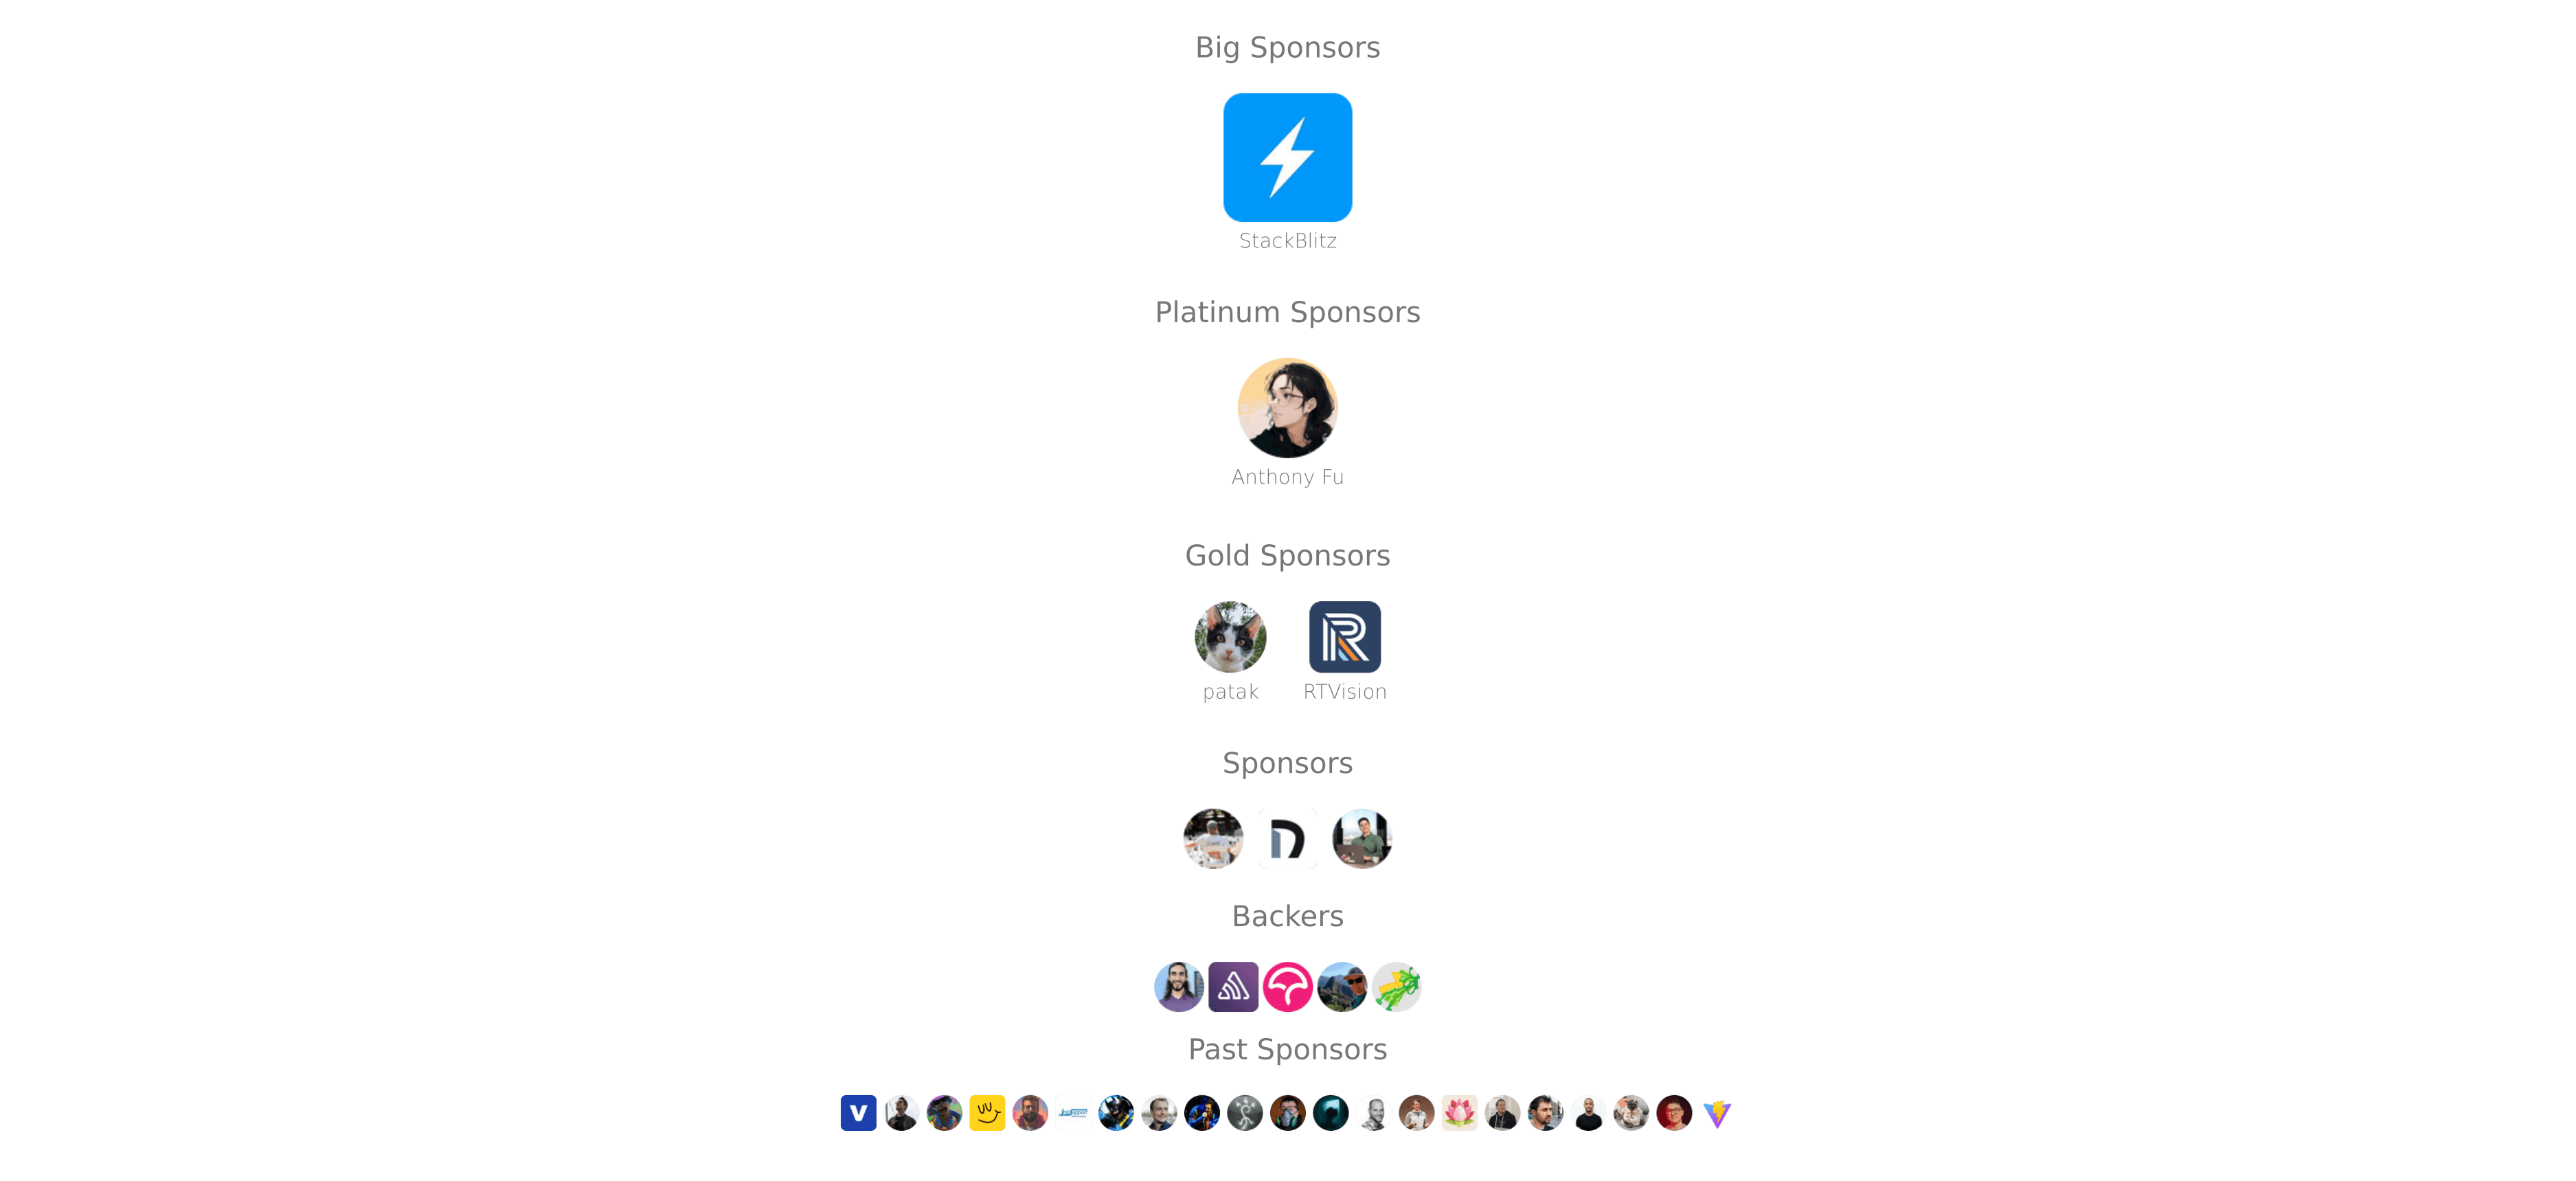 Big Sponsors
StackBlitz
Platinum Sponsors
Anthony Fu
Gold Sponsors
patak RTVision
Sponsors
Backers
Past Sponsors
V